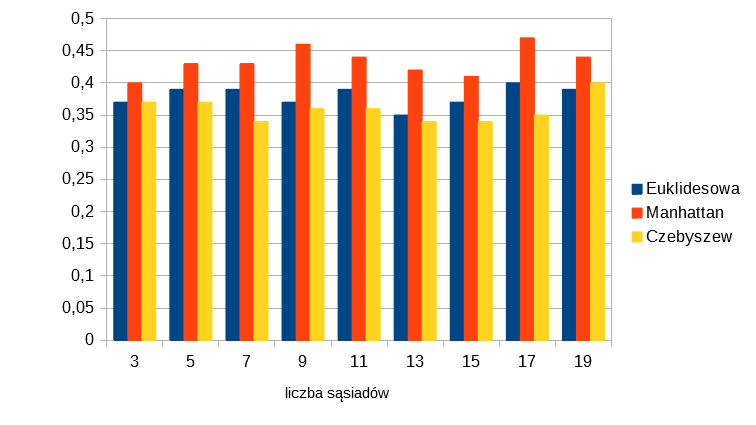 0,5
0,45
0,4
0,35
0,3
0,25
0,2
0,15
0,1
0,05
0
3 5 7 9 11 13 15 17 19
liczba sąsiadów
Euklidesowa
Manhattan
Czebyszew